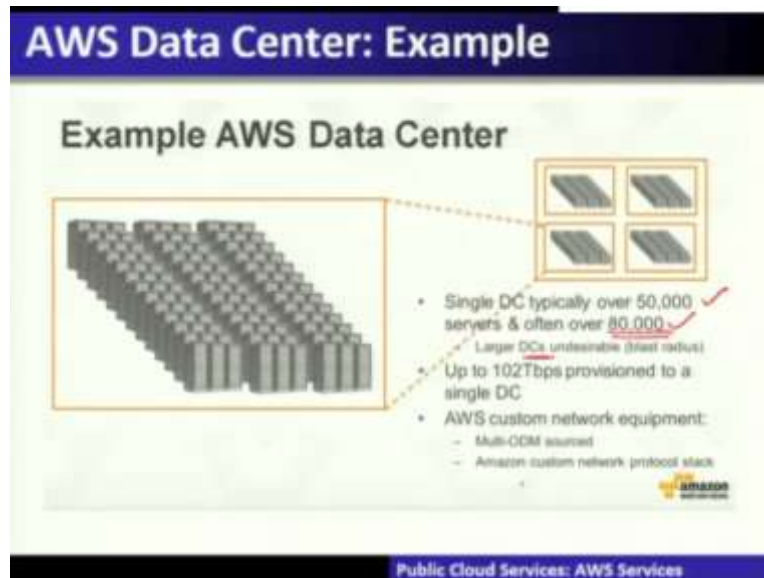 AWS Data Center: Example
Example AWS Data Center
• Single DC typically over 50,000
servers & often over 80,000
Larger DCs undesirable (blast radius)
• Up to 102Tbps provisioned to a
single DC
• AWS custom network equipment:
– Multi-ODM sourced
– Amazon custom network protocol stack
amazon
web services
Public Cloud Services: AWS Services